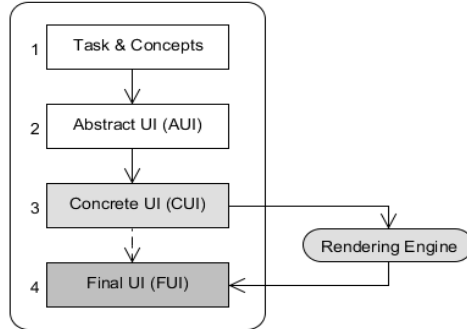 1 Task & Concepts
2 Abstract UI (AUI)
3 Concrete UI (CUI)
Rendering Engine
4 Final UI (FUI)